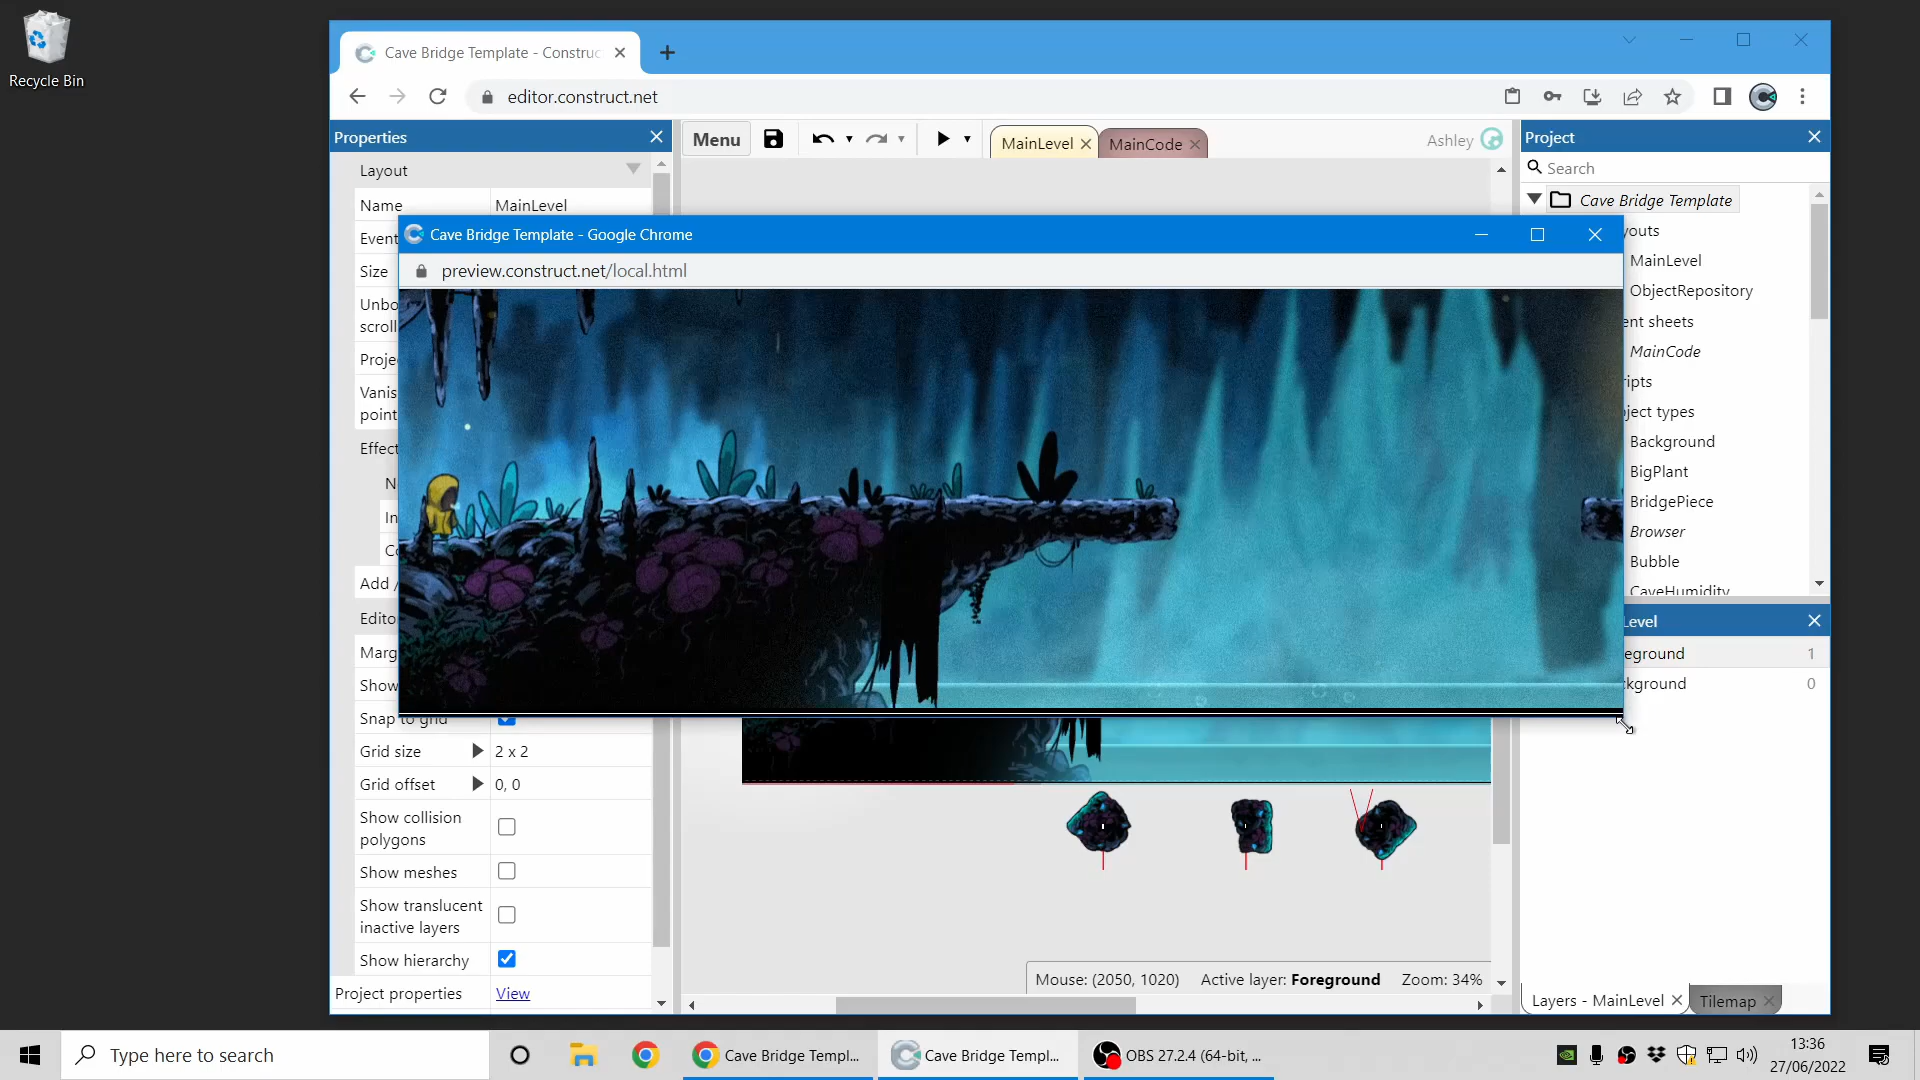 Recycle Bin
Cave Bridge Template - Construc
editor.construct.net
Properties
Menu
MainLevel
MainCode
Ashley
Project
Layout
Search
Name
MainLevel
Cave Bridge Template
Event
Cave Bridge Template - Google Chrome
youts
Size
preview.construct.net/local.html
MainLevel
Unbo
scroll
ObjectRepository
ent sheets
Proje
MainCode
Vanis
point
ripts
ject types
Effect
Background
BigPlant
BridgePiece
Browser
Bubble
CaveHumidity
Add
Edito
Level
Marg
eground
1
Show
kground
0
Snap to grid
Grid size
2 x 2
Grid offset
0, 0
Show collision
polygons
Show meshes
Show translucent
inactive layers
Show hierarchy
Project properties
View
Mouse: (2050, 1020)
Active layer: Foreground
Zoom: 34%
Layers - MainLevel
Tilemap
Type here to search
Cave Bridge Templ...
Cave Bridge Templ...
OBS 27.2.4 (64-bit, ...
13:36
27/06/2022